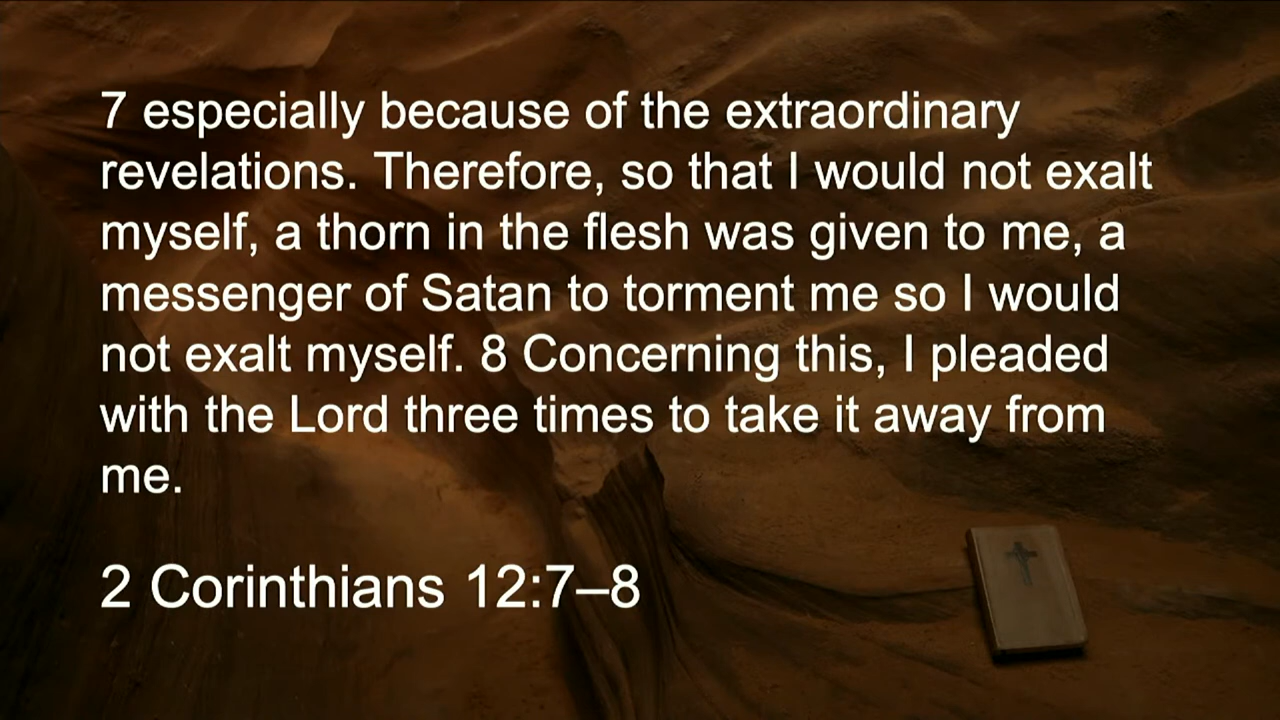 7 especially because of the extraordinary
revelations. Therefore, so that I would not exalt
myself, a thorn in the flesh was given to me, a
messenger of Satan to torment me so I would
not exalt myself. 8 Concerning this, I pleaded
with the Lord three times to take it away from
me.
2 Corinthians 12:7–8